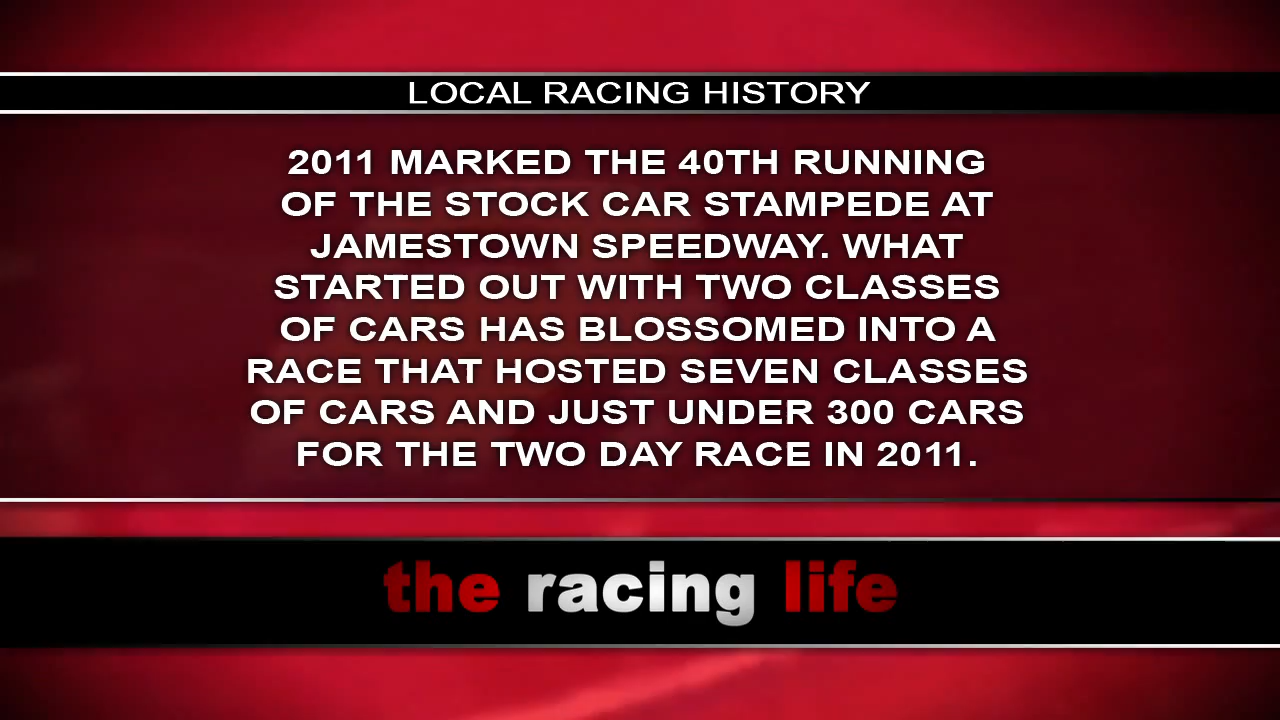 LOCAL RACING HISTORY
2011 MARKED THE 40TH RUNNING
OF THE STOCK CAR STAMPEDE AT
JAMESTOWN SPEEDWAY. WHAT
STARTED OUT WITH TWO CLASSES
OF CARS HAS BLOSSOMED INTO A
RACE THAT HOSTED SEVEN CLASSES
OF CARS AND JUST UNDER 300 CARS
FOR THE TWO DAY RACE IN 2011.
the racing life